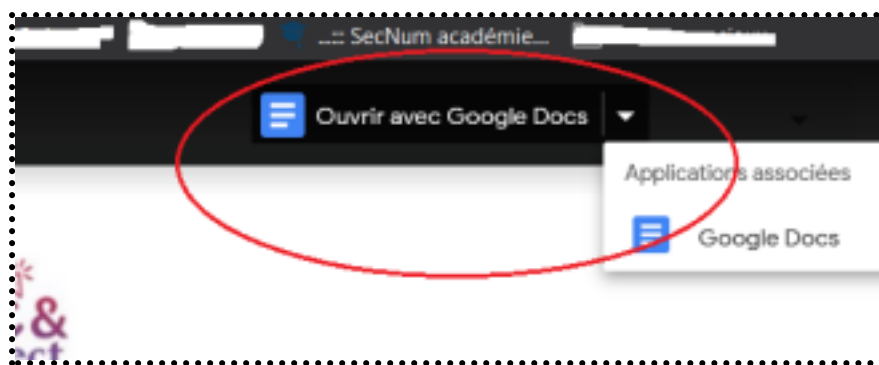 ..:: SecNum académie...
Ouvrir avec Google Docs
Applications associées
Google Docs
&